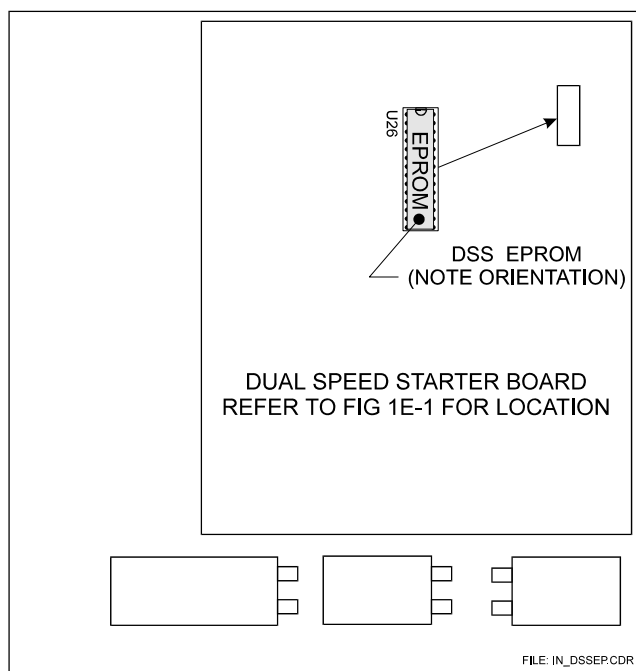 U26
EPROM
DSS EPROM
(NOTE ORIENTATION)
DUAL SPEED STARTER BOARD
REFER TO FIG 1E-1 FOR LOCATION
FILE: IN_DSSEP.CDR